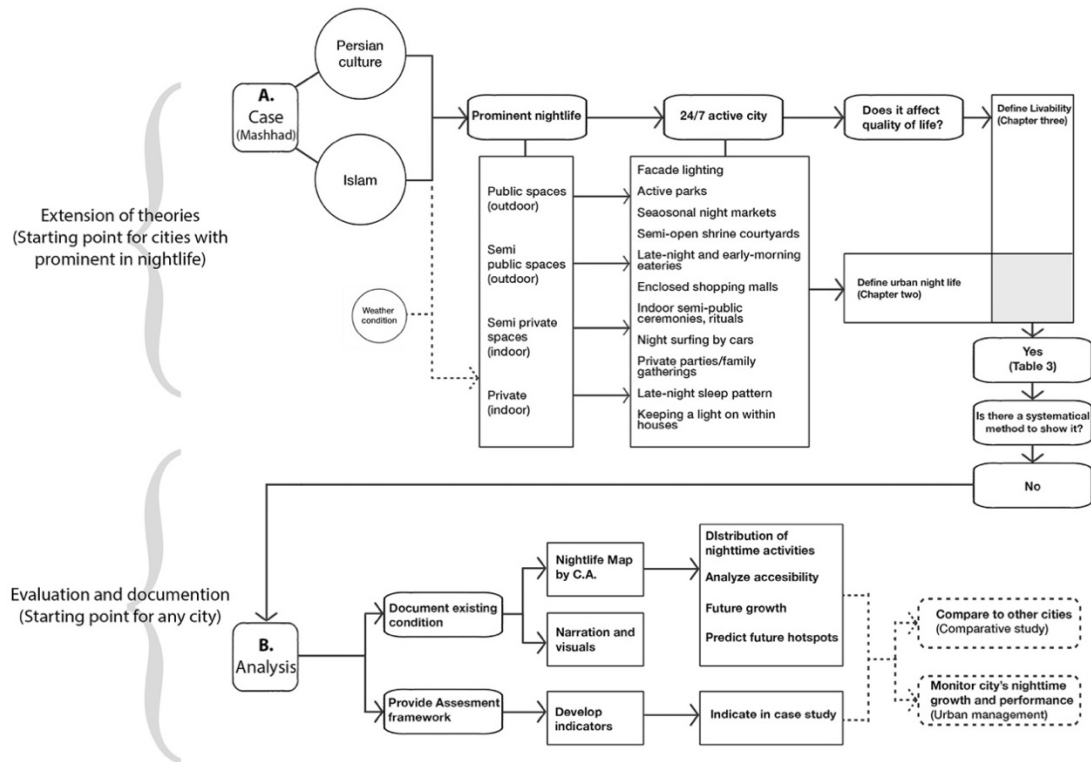 Persian
culture
A.
Case
(Mashhad)
Islam
Extension of theories
(Starting point for cities with
prominent in nightlife)
Weather
condition
Prominent nightlife
Public spaces
(outdoor)
Semi
public spaces
(outdoor)
Semi private
spaces
(indoor)
Private
(indoor)
24/7 active city
Facade lighting
Active parks
Seaosonal night markets
Semi-open shrine courtyards
Late-night and early-morning
eateries
Enclosed shopping malls
Indoor semi-public
ceremonies, rituals
Night surfing by cars
Private parties/family
gatherings
Late-night sleep pattern
Keeping a light on within
houses
Does it affect
quality of life?
Define Livability
(Chapter three)
Define urban night life
(Chapter two)
Yes
(Table 3)
Is there a systematical
method to show it?
No
Evaluation and documention
(Starting point for any city)
B.
Analysis
Document existing
condition
Provide Assesment
framework
Nightlife Map
by C.A.
Narration and
visuals
Develop
indicators
DIstribution of
nighttime activities
Analyze accesibility
Future growth
Predict future hotspots
Indicate in case study
Compare to other cities
(Comparative study)
Monitor city's nighttime
growth and performance
(Urban management)